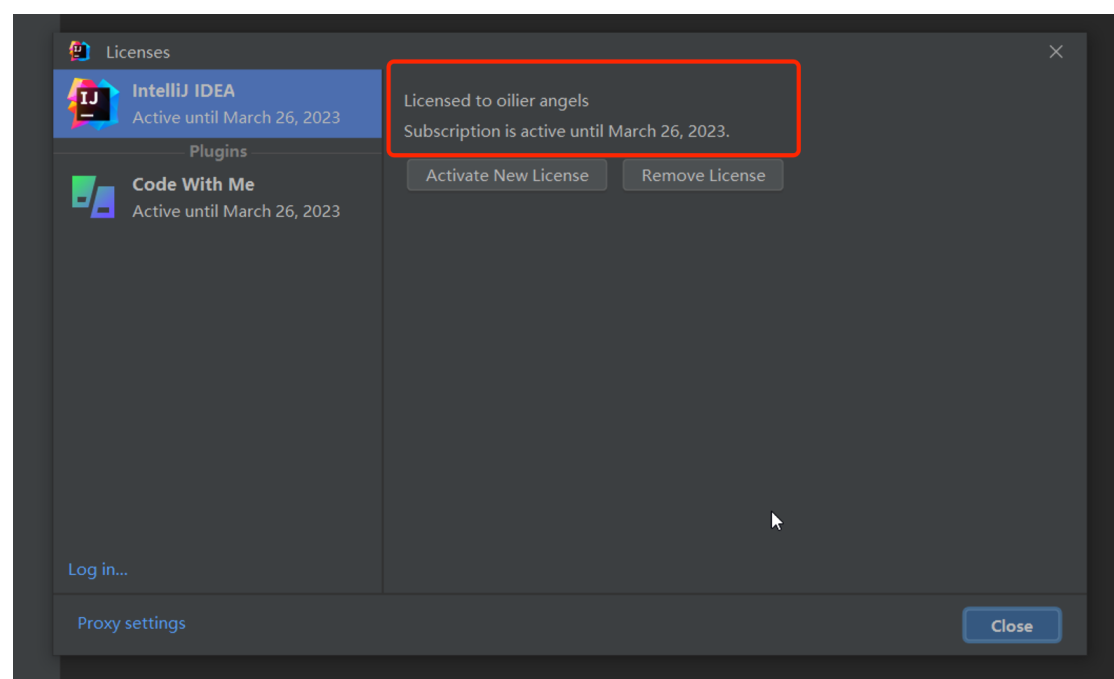 Licenses
IntelliJ IDEA
Active until March 26, 2023
Plugins
Code With Me
Active until March 26, 2023
Log in...
Licensed to oilier angels
Subscription is active until March 26, 2023.
Activate New License
Remove License
Proxy settings
Close